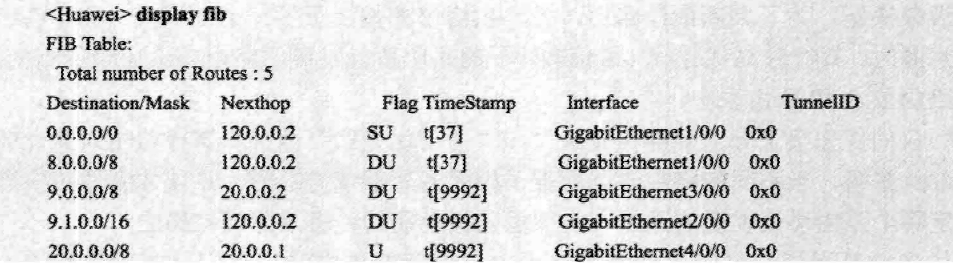 <Huawei> display fib
FIB Table:
Total number of Routes : 5
Destination/Mask Nexthop Flag TimeStamp Interface TunnelID
0.0.0.0/0 120.0.0.2 SU t[37] GigabitEthernet1/0/0 0x0
8.0.0.0/8 120.0.0.2 DU t[37] GigabitEthernet1/0/0 0x0
9.0.0.0/8 20.0.0.2 DU t[9992] GigabitEthernet3/0/0 0x0
9.1.0.0/16 120.0.0.2 DU t[9992] GigabitEthernet2/0/0 0x0
20.0.0.0/8 20.0.0.1 U t[9992] GigabitEthernet4/0/0 0x0